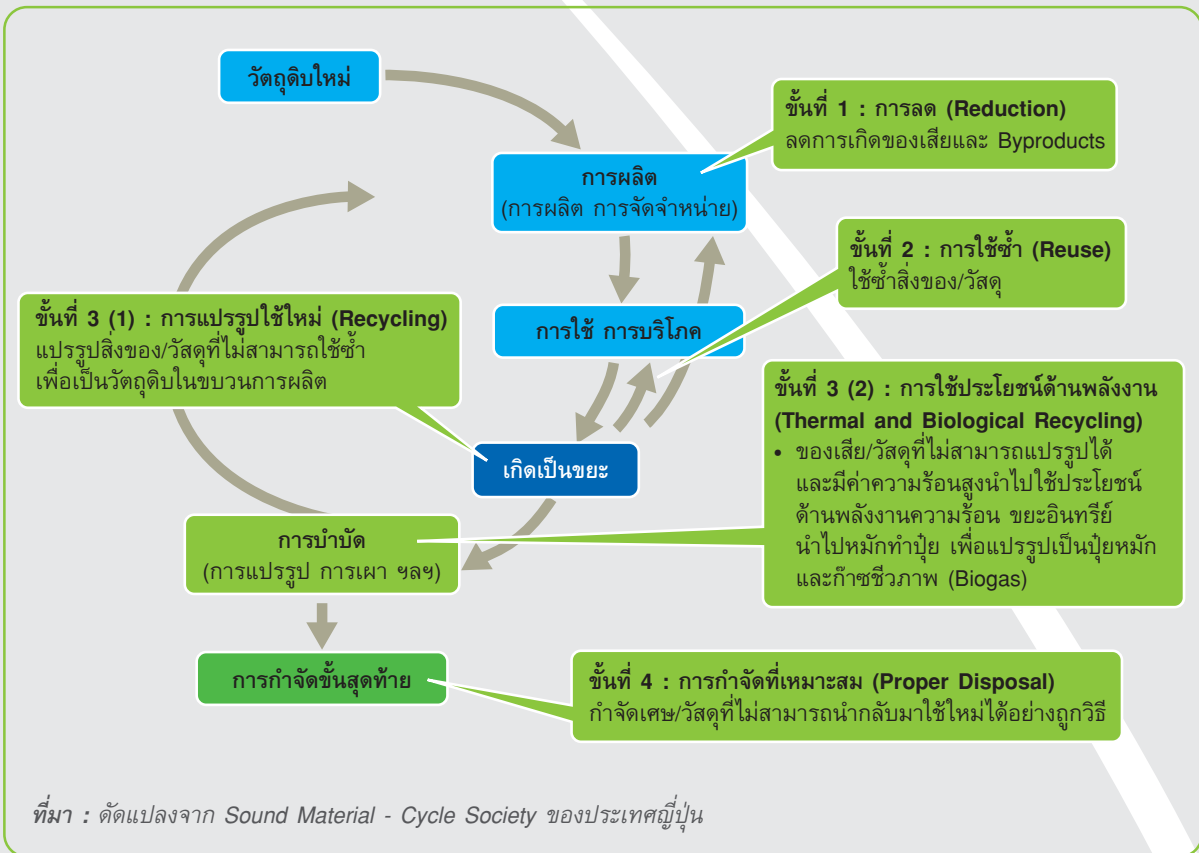 วัตถุดิบใหม่
ขั้นที่ 1 : การลด (Reduction)
ลดการเกิดของเสียและ Byproducts
การผลิต
(การผลิต การจัดจำหน่าย)
ขั้นที่ 2 : การใช้ซ้ำ (Reuse)
ใช้ซ้ำสิ่งของ/วัสดุ
ขั้นที่ 3 (1) : การแปรรูปใช้ใหม่ (Recycling)
แปรรูปสิ่งของ/วัสดุที่ไม่สามารถใช้ซ้ำ
เพื่อเป็นวัตถุดิบในขบวนการผลิต
การใช้ การบริโภค
ขั้นที่ 3 (2) : การใช้ประโยชน์ด้านพลังงาน
(Thermal and Biological Recycling)
• ของเสีย/วัสดุที่ไม่สามารถแปรรูปได้
และมีค่าความร้อนสูงนำไปใช้ประโยชน์
ด้านพลังงานความร้อน ขยะอินทรีย์
นำไปหมักทำปุ๋ย เพื่อแปรรูปเป็นปุ๋ยหมัก
และก๊าซชีวภาพ (Biogas)
เกิดเป็นขยะ
การบำบัด
(การแปรรูป การเผา ฯลฯ)
การกำจัดขั้นสุดท้าย
ขั้นที่ 4 : การกำจัดที่เหมาะสม (Proper Disposal)
กำจัดเศษ/วัสดุที่ไม่สามารถนำกลับมาใช้ใหม่ได้อย่างถูกวิธี
ที่มา : ดัดแปลงจาก Sound Material - Cycle Society ของประเทศญี่ปุ่น